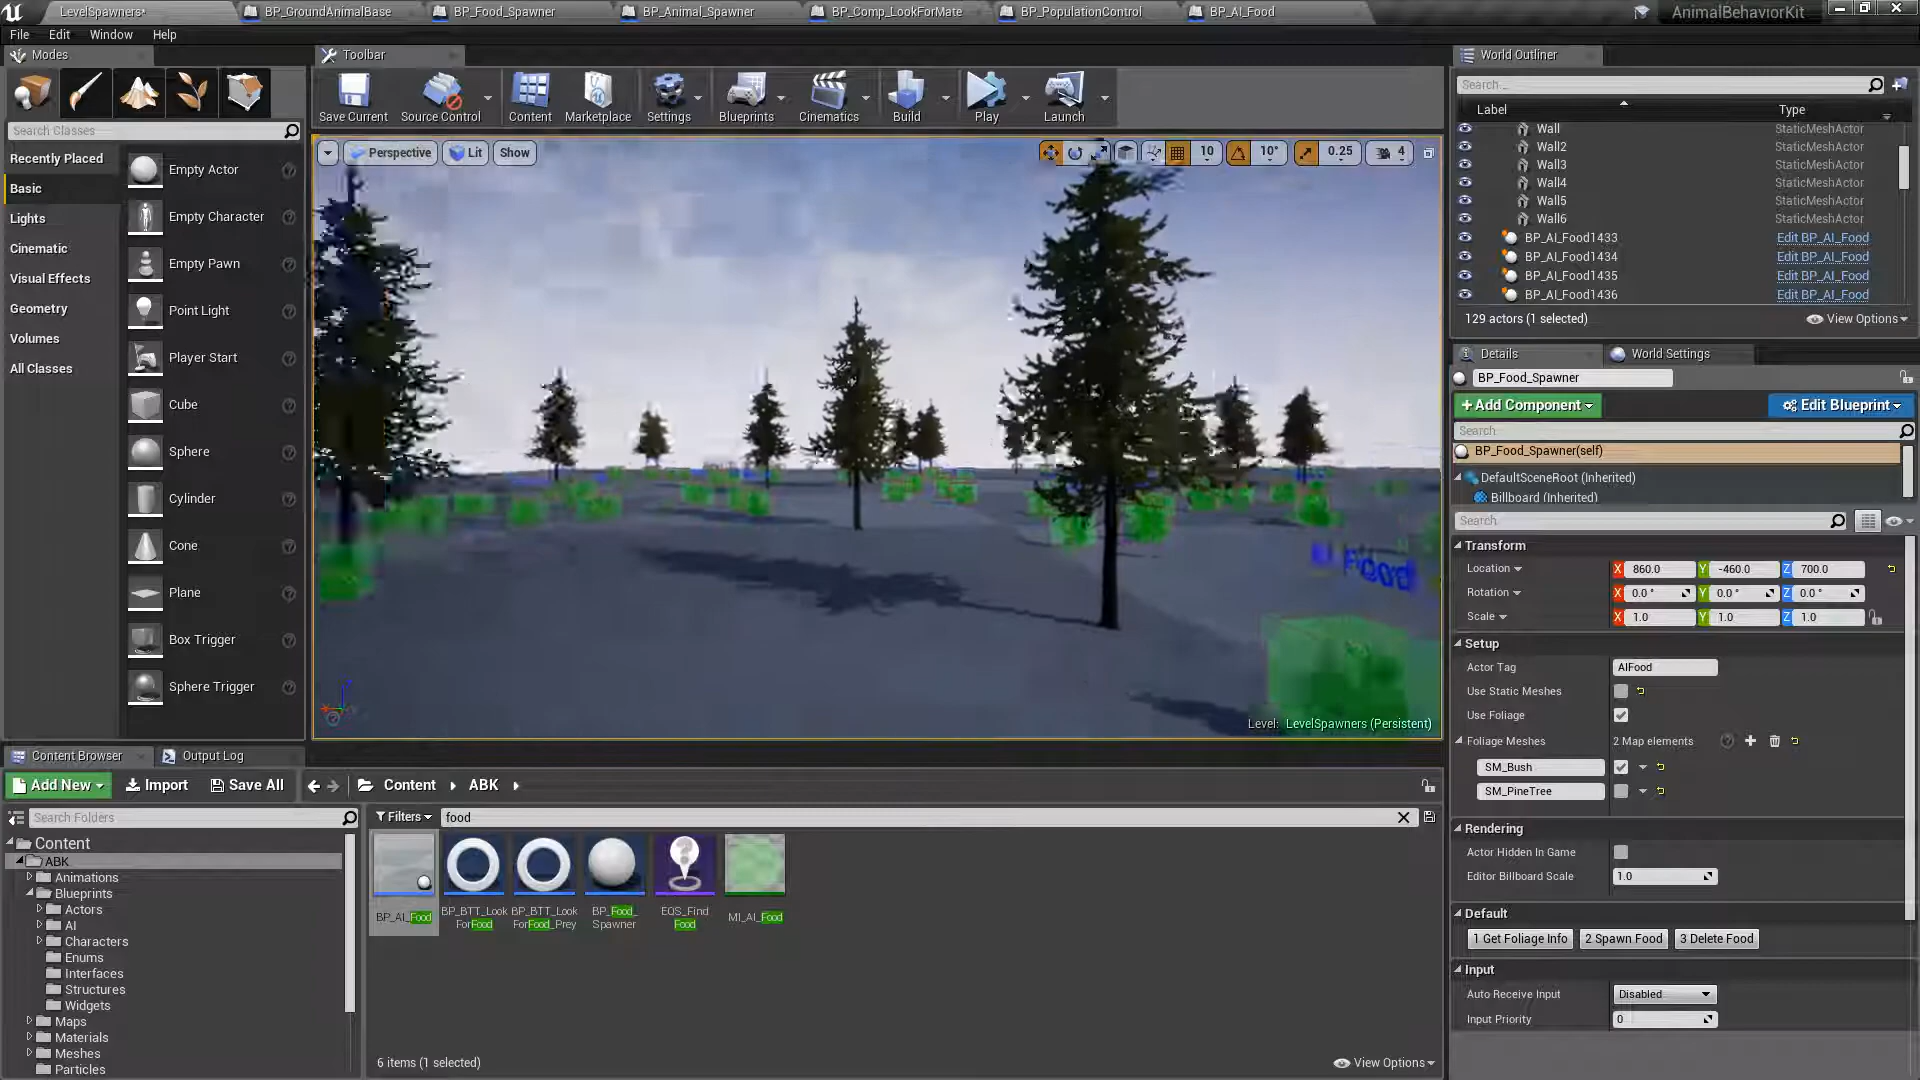 LevelSpawners*
BP_GroundAnimalBase
BP_Food_Spawner
BP_Animal_Spawner
BP_Comp_LookForMate
BP_PopulationControl
BP_AI_Food
AnimalBehaviorKit
File
Edit
Window
Help
Modes
Search Classes
Recently Placed
Basic
Lights
Cinematic
Visual Effects
Geometry
Volumes
All Classes
Empty Actor
Empty Character
Empty Pawn
Point Light
Player Start
Cube
Sphere
Cylinder
Cone
Plane
Box Trigger
Sphere Trigger
Toolbar
Save Current
Source Control
Content
Marketplace
Settings
Blueprints
Cinematics
Build
Play
Launch
Perspective
Lit
Show
10
10°
0.25
4
Food
Level: LevelSpawners (Persistent)
World Outliner
Search...
Label
Type
Wall StaticMeshActor
Wall2 StaticMeshActor
Wall3 StaticMeshActor
Wall4 StaticMeshActor
Wall5 StaticMeshActor
Wall6 StaticMeshActor
BP_AI_Food1433 Edit BP_AI_Food
BP_AI_Food1434 Edit BP_AI_Food
BP_AI_Food1435 Edit BP_AI_Food
BP_AI_Food1436 Edit BP_AI_Food
129 actors (1 selected)
View Options
Details
World Settings
BP_Food_Spawner
+Add Component
Edit Blueprint
Search
BP_Food_Spawner(self)
DefaultSceneRoot (Inherited)
Billboard (Inherited)
Search
Transform
Location X 860.0 Y -460.0 Z 700.0
Rotation X 0.0 ° Y 0.0 ° Z 0.0 °
Scale X 1.0 Y 1.0 Z 1.0
Setup
Actor Tag AIFood
Use Static Meshes
Use Foliage
Foliage Meshes 2 Map elements
SM_Bush
SM_PineTree
Rendering
Actor Hidden In Game
Editor Billboard Scale 1.0
Default
1 Get Foliage Info
2 Spawn Food
3 Delete Food
Input
Auto Receive Input Disabled
Input Priority 0
Content Browser
Output Log
Add New
Import
Save All
Content
ABK
Search Folders
Filters
food
Content
ABK
Animations
Blueprints
Actors
AI
Characters
Enums
Interfaces
Structures
Widgets
Maps
Materials
Meshes
Particles
BP_AI_Food
BP_BTT_Look
ForFood
BP_BTT_Look
ForFood_Prey
BP_Food_
Spawner
EQS_Find
Food
MI_AI_Food
6 items (1 selected)
View Options